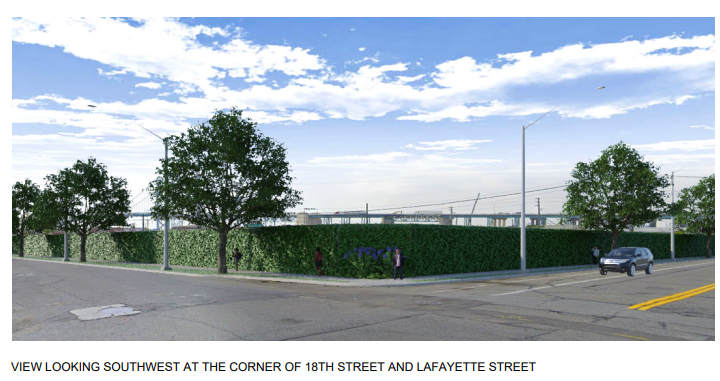 VIEW LOOKING SOUTHWEST AT THE CORNER OF 18TH STREET AND LAFAYETTE STREET